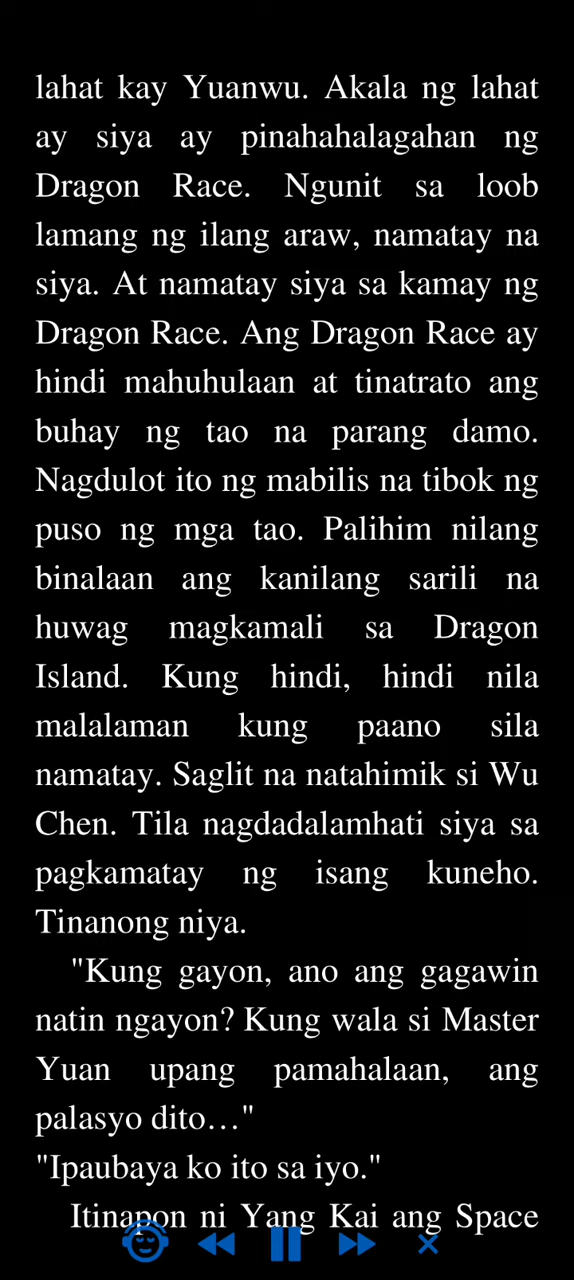 lahat kay Yuanwu. Akala ng lahat
ay siya ay pinahahalagahan ng
Dragon Race. Ngunit sa loob
lamang ng ilang araw, namatay na
siya. At namatay siya sa kamay ng
Dragon Race. Ang Dragon Race ay
hindi mahuhulaan at tinatrato ang
buhay ng tao na parang damo.
Nagdulot ito ng mabilis na tibok ng
puso ng mga tao. Palihim nilang
binalaan ang kanilang sarili na
huwag magkamali sa Dragon
Island. Kung hindi, hindi nila
malalaman kung paano sila
namatay. Saglit na natahimik si Wu
Chen. Tila nagdadalamhati siya sa
pagkamatay ng isang kuneho.
Tinanong niya.
"Kung gayon, ano ang gagawin
natin ngayon? Kung wala si Master
Yuan upang pamahalaan, ang
palasyo dito…"
"Ipaubaya ko ito sa iyo."
Itinapon ni Yang Kai ang Space